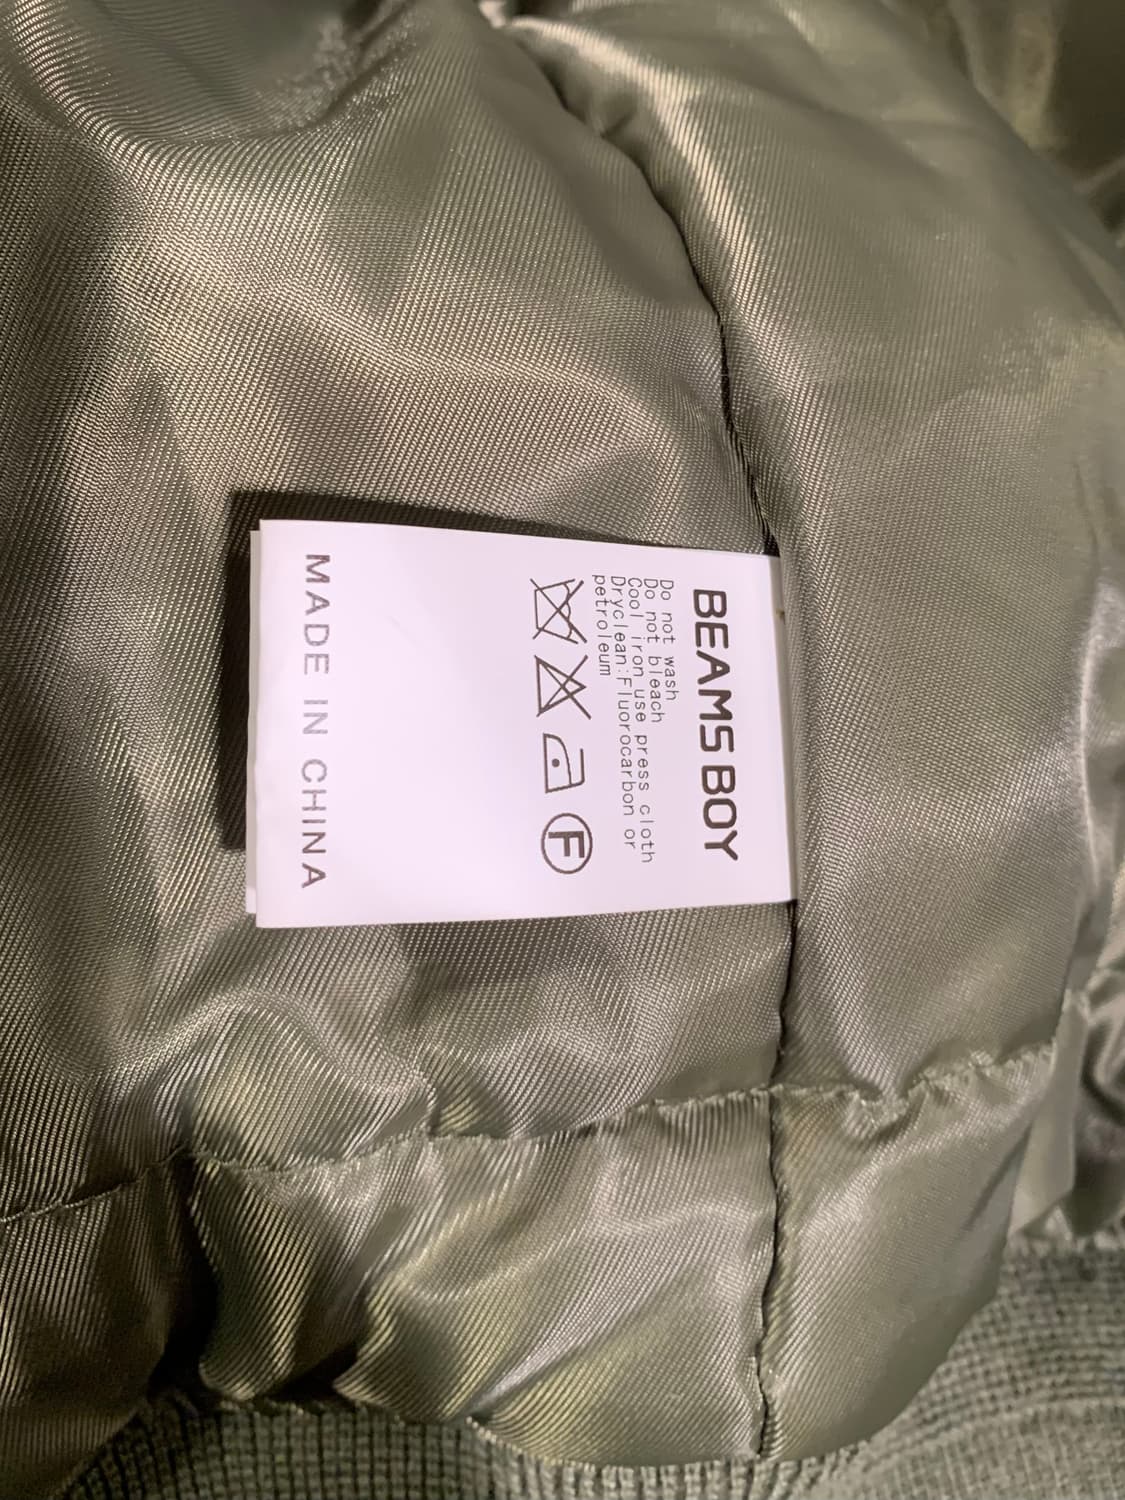 BEAMS BOY
Do not wash
Do not bleach
Cool iron use press cloth
Dryclean:Fluorocarbon or
petroleum
F
MADE IN CHINA